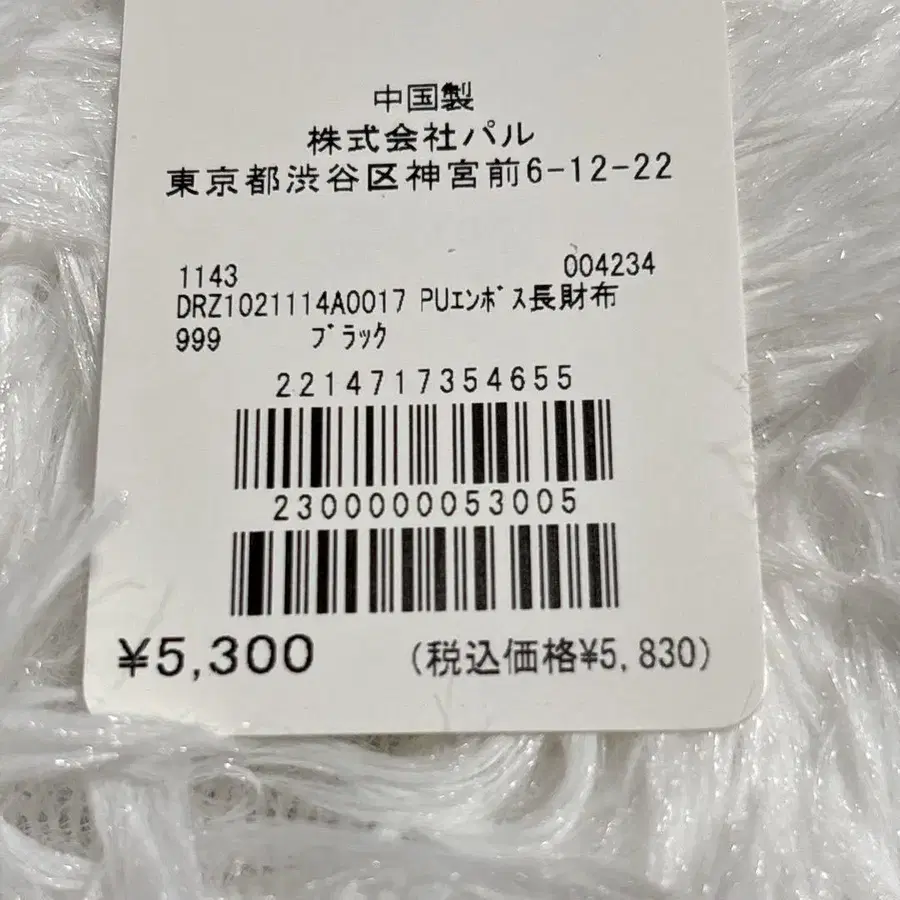 中国製
株式会社パル
東京都渋谷区神宮前6-12-22
1143 004234
DRZ1021114A0017 PUエンボス長財布
999 ブラック
2214717354655
2300000053005
¥5,300 (税込価格¥5,830)